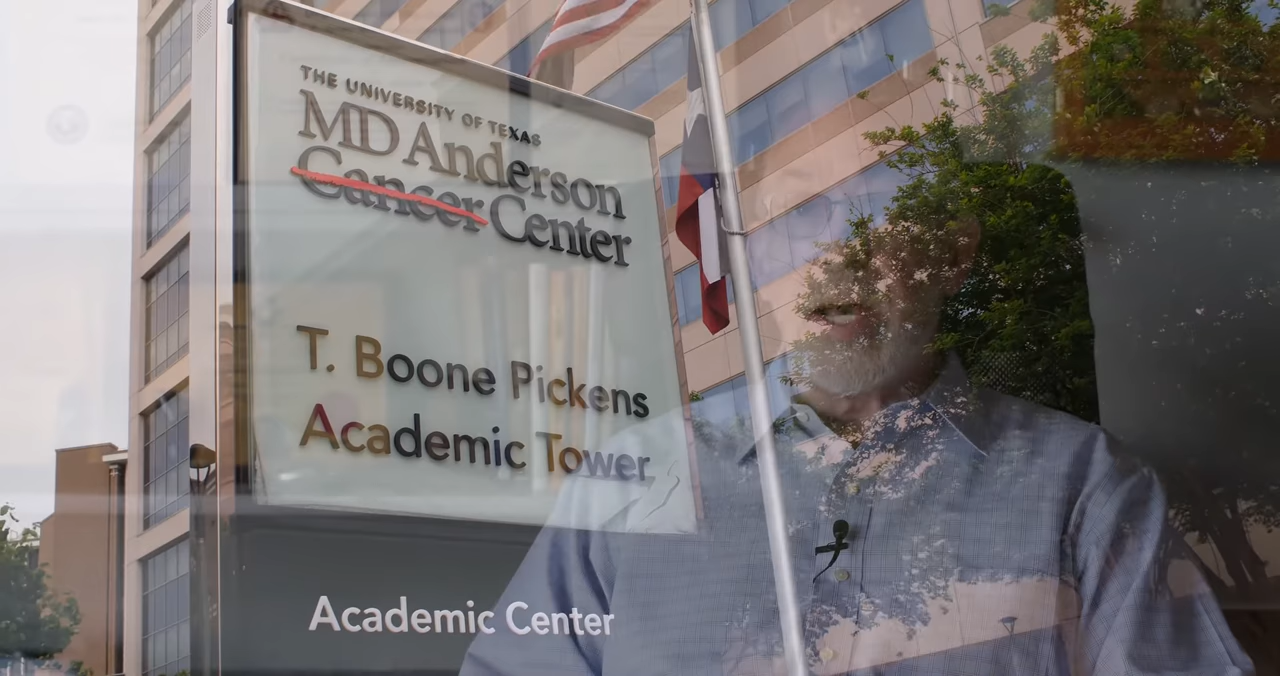 THE UNIVERSITY OF TEXAS
MD Anderson
Cancer Center
T. Boone Pickens
Academic Tower
Academic Center